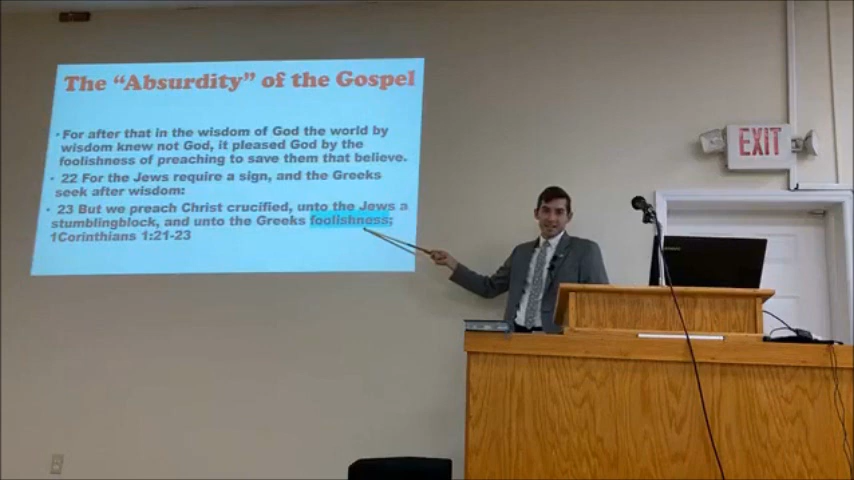 The “Absurdity” of the Gospel
• For after that in the wisdom of God the world by
wisdom knew not God, it pleased God by the
foolishness of preaching to save them that believe.
• 22 For the Jews require a sign, and the Greeks
seek after wisdom:
• 23 But we preach Christ crucified, unto the Jews a
stumblingblock, and unto the Greeks foolishness;
1Corinthians 1:21-23
EXIT